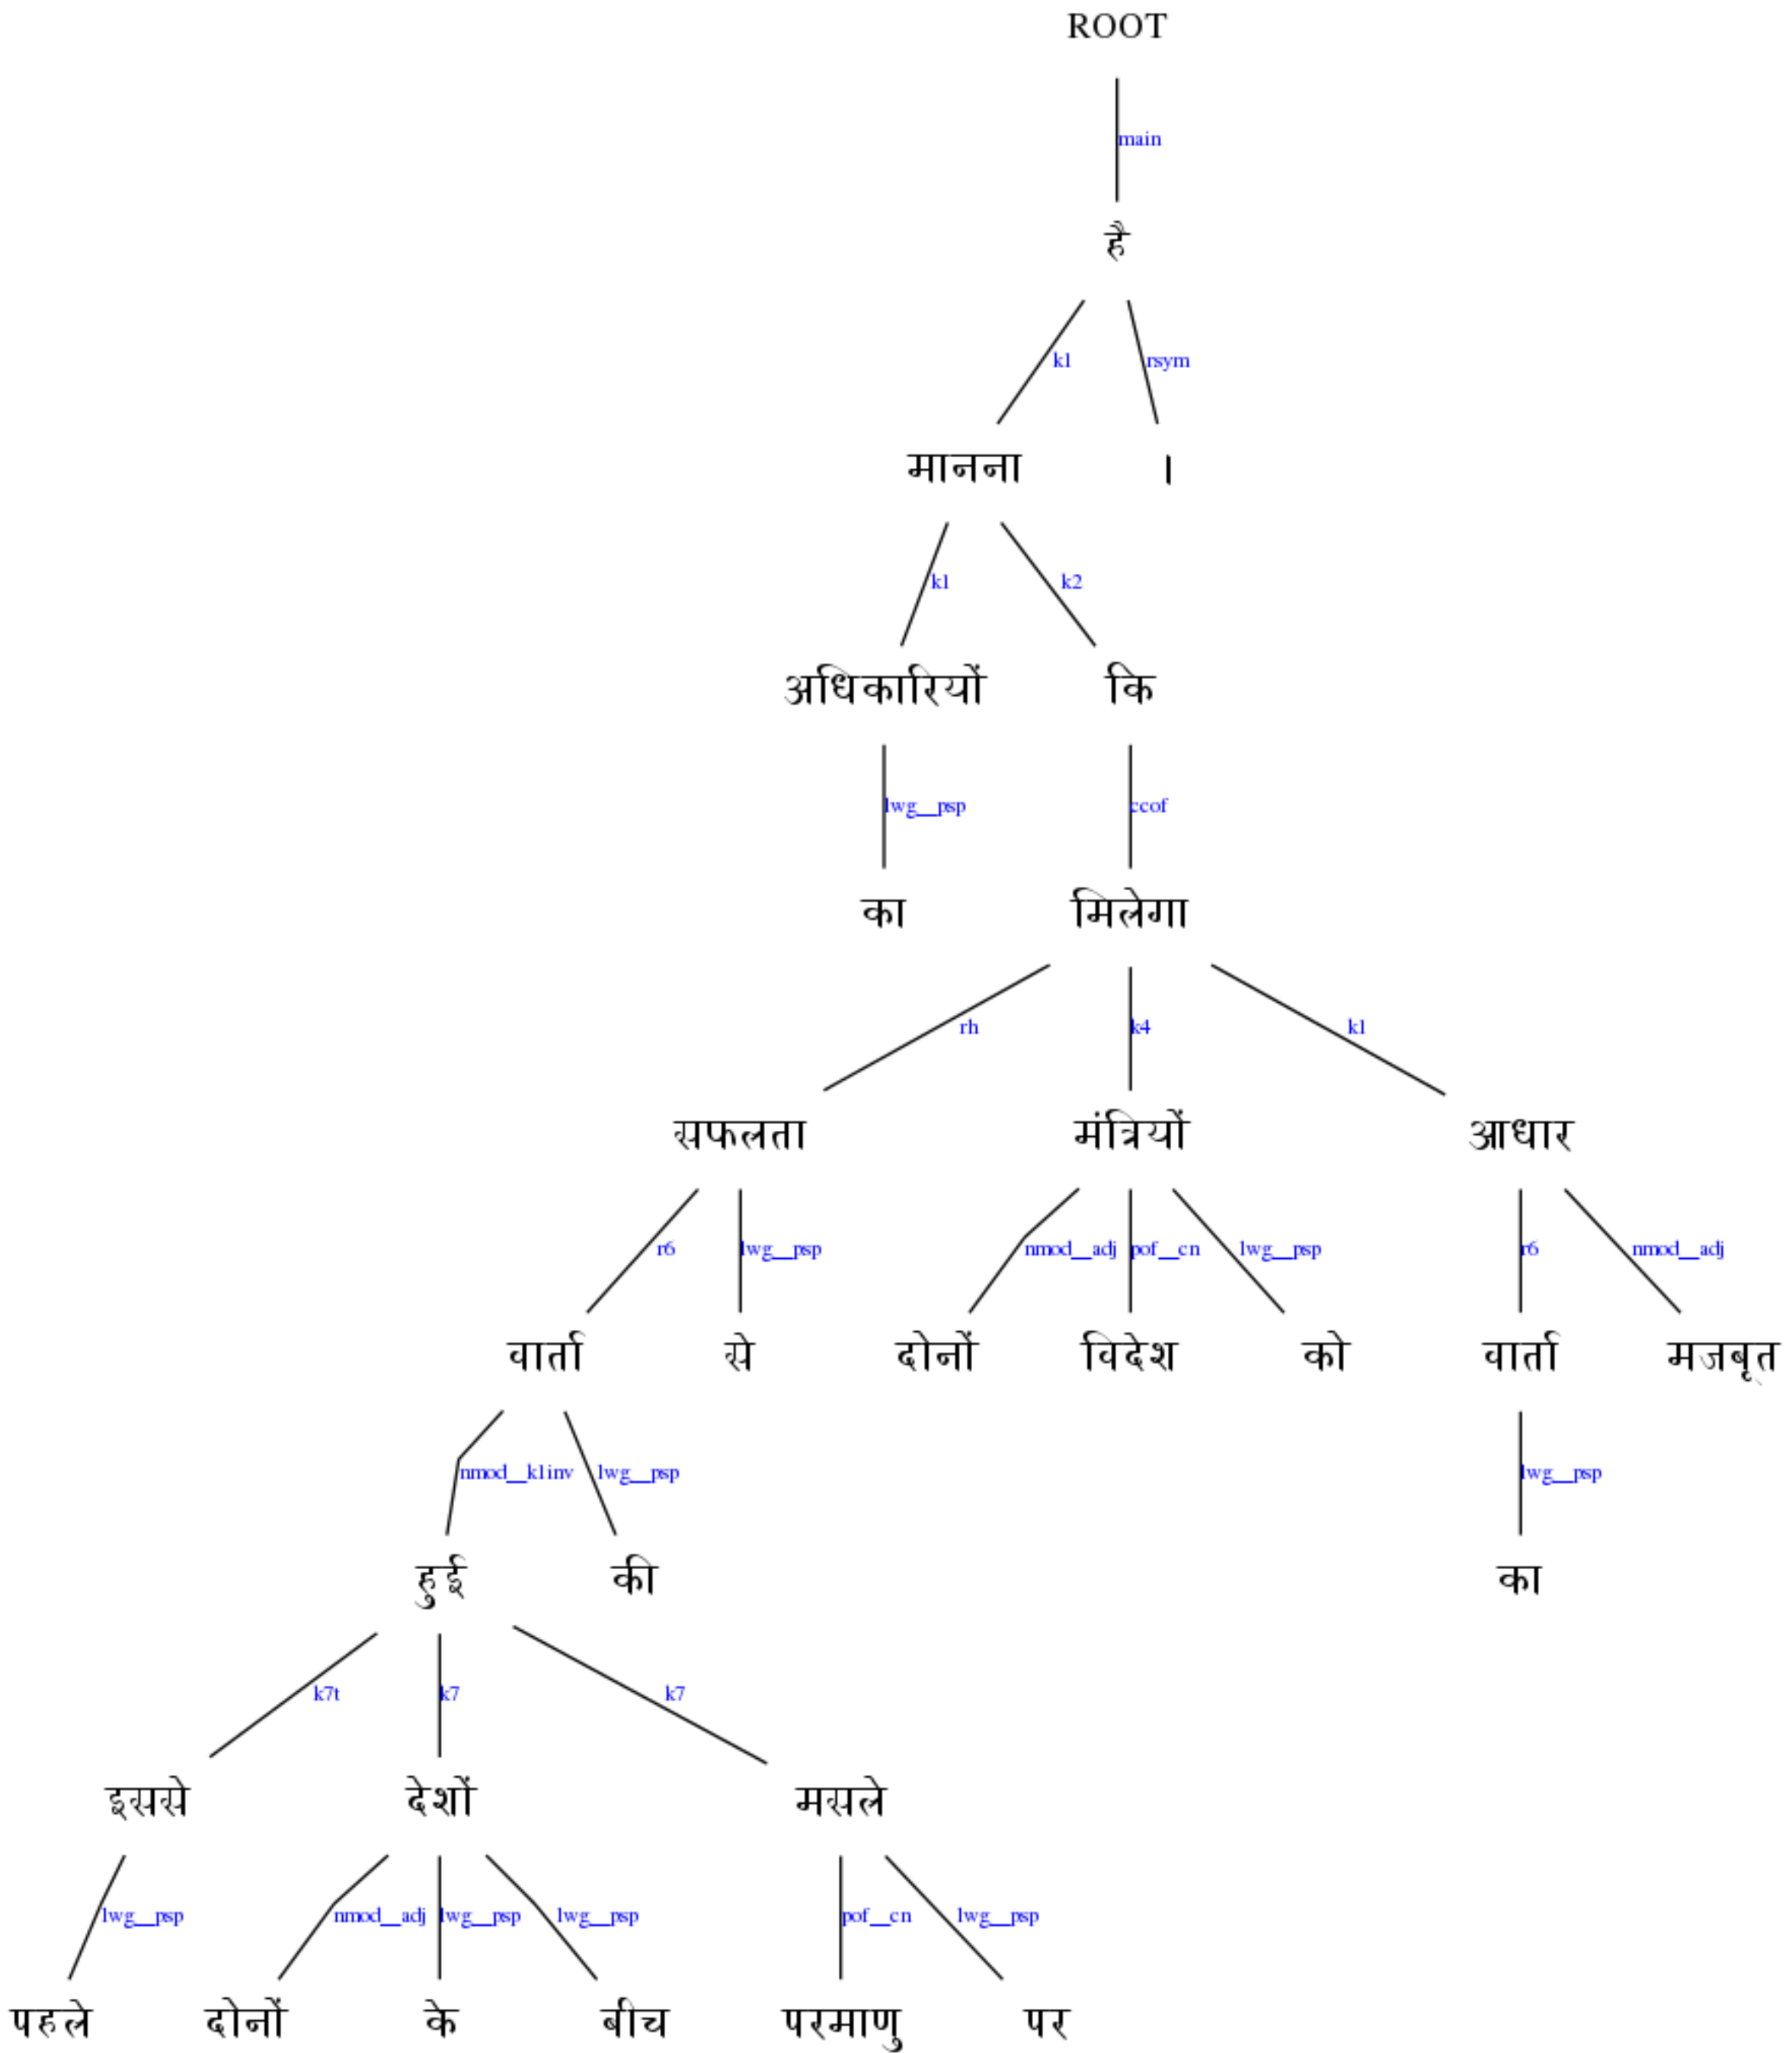 ROOT
main
है
k1 rsym
मानना ।
k1 k2
अधिकारियों कि
lwg__psp ccof
का मिलेगा
rh k4 k1
सफलता मंत्रियों आधार
r6 lwg__psp nmod__adj pof__cn lwg__psp r6 nmod__adj
वार्ता से दोनों विदेश को वार्ता मजबूत
nmod__k1inv lwg__psp lwg__psp
हुई की का
k7t k7 k7
इससे देशों मसले
lwg__psp nmod__adj lwg__psp lwg__psp pof__cn lwg__psp
पहले दोनों के बीच परमाणु पर